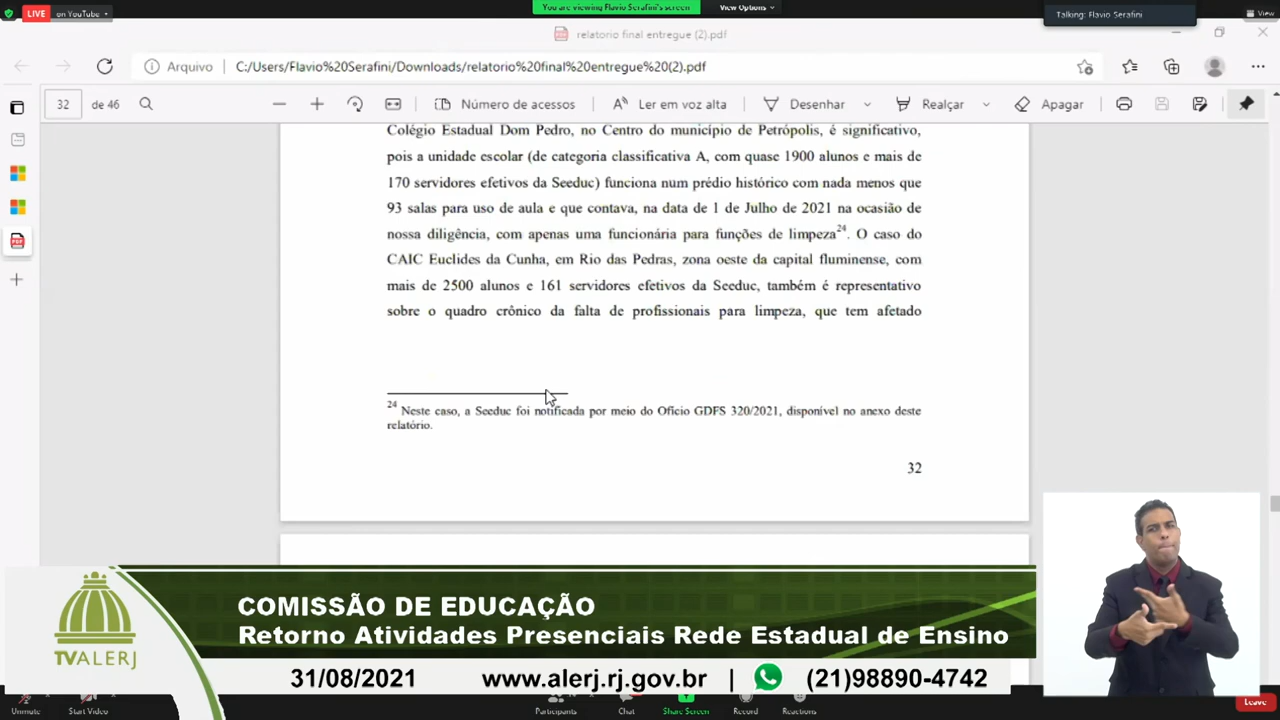 LIVE
on YouTube
You are viewing Flavio Serafini's screen
View Options
Talking: Flavio Serafini
View
relatorio final entregue (2).pdf
Arquivo
C:/Users/Flavio%20Serafini/Downloads/relatorio%20final%20entregue%20(2).pdf
32
de 46
Número de acessos
Ler em voz alta
Desenhar
Realçar
Apagar
Colégio Estadual Dom Pedro, no Centro do município de Petrópolis, é significativo,
pois a unidade escolar (de categoria classificativa A, com quase 1900 alunos e mais de
170 servidores efetivos da Seeduc) funciona num prédio histórico com nada menos que
93 salas para uso de aula e que contava, na data de 1 de Julho de 2021 na ocasião de
nossa diligência, com apenas uma funcionária para funções de limpeza24. O caso do
CAIC Euclides da Cunha, em Rio das Pedras, zona oeste da capital fluminense, com
mais de 2500 alunos e 161 servidores efetivos da Seeduc, também é representativo
sobre o quadro crônico da falta de profissionais para limpeza, que tem afetado
24 Neste caso, a Seeduc foi notificada por meio do Ofício GDFS 320/2021, disponível no anexo deste
relatório.
32
TVALERJ
COMISSÃO DE EDUCAÇÃO
Retorno Atividades Presenciais Rede Estadual de Ensino
31/08/2021
www.alerj.rj.gov.br
|
(21)98890-4742
Unmute
Start Video
Participants
Chat
Share Screen
Record
Reactions
Leave